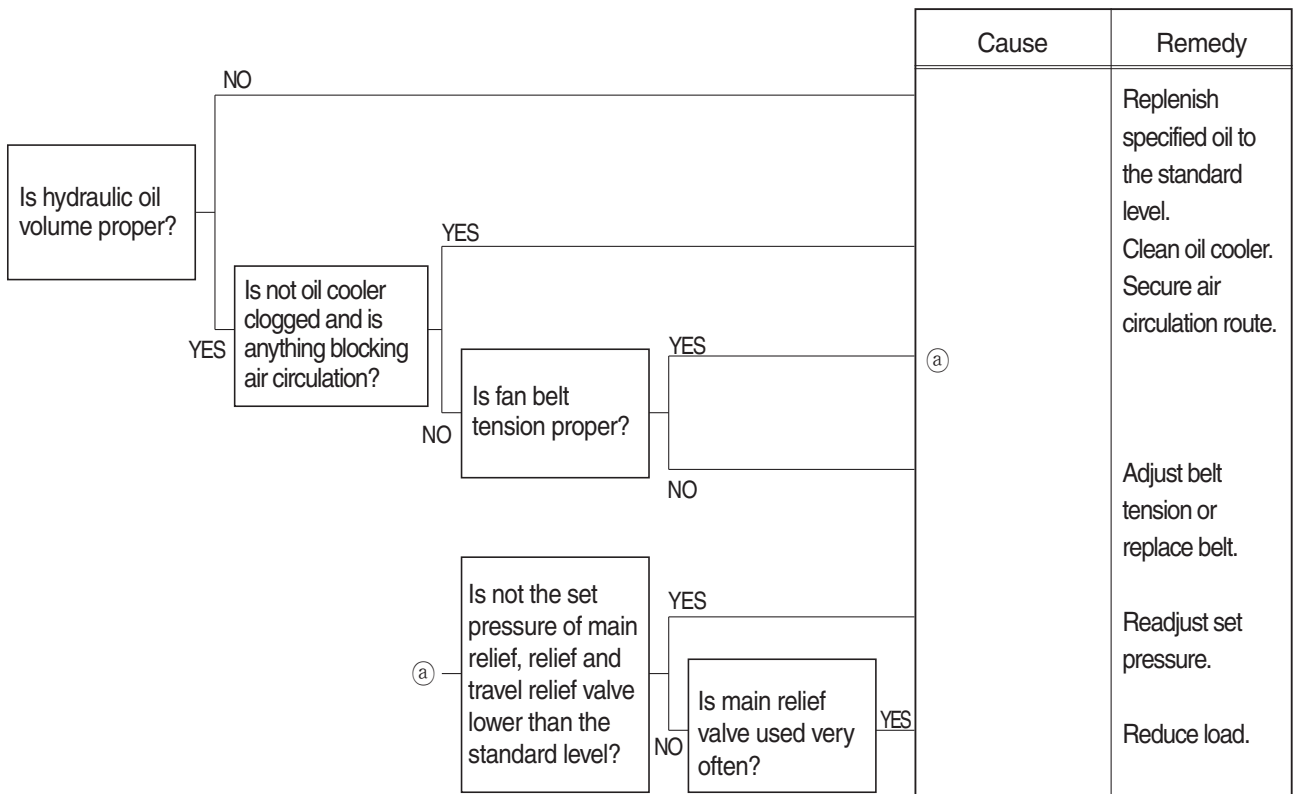 Cause
Remedy
NO
Replenish
specified oil to
the standard
level.
Is hydraulic oil
volume proper?
YES
Clean oil cooler.
Secure air
circulation route.
YES
Is not oil cooler
clogged and is
anything blocking
air circulation?
YES
ⓐ
NO
Is fan belt
tension proper?
NO
Adjust belt
tension or
replace belt.
ⓐ
Is not the set
pressure of main
relief, relief and
travel relief valve
lower than the
standard level?
YES
Readjust set
pressure.
NO
Is main relief
valve used very
often?
YES
Reduce load.